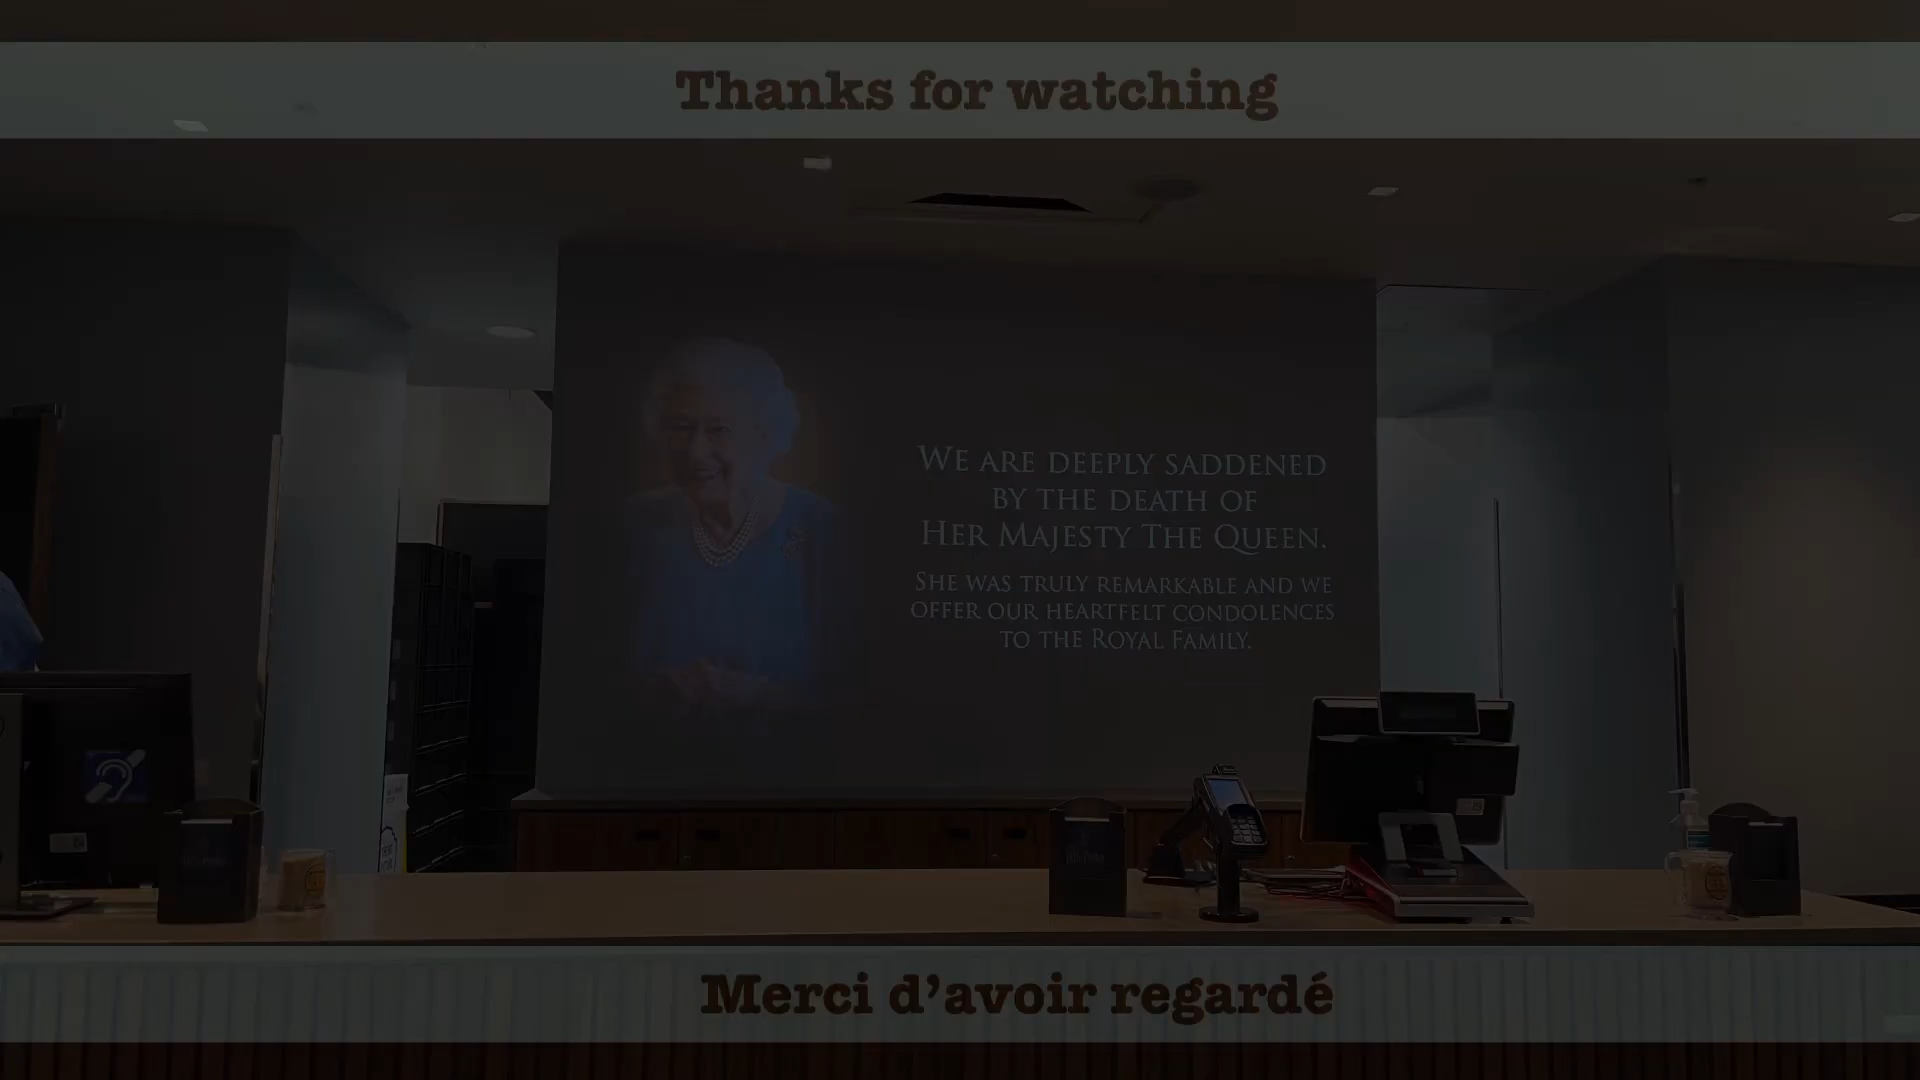 Thanks for watching
WE ARE DEEPLY SADDENED
BY THE DEATH OF
HER MAJESTY THE QUEEN.
SHE WAS TRULY REMARKABLE AND WE
OFFER OUR HEARTFELT CONDOLENCES
TO THE ROYAL FAMILY.
Merci d’avoir regardé